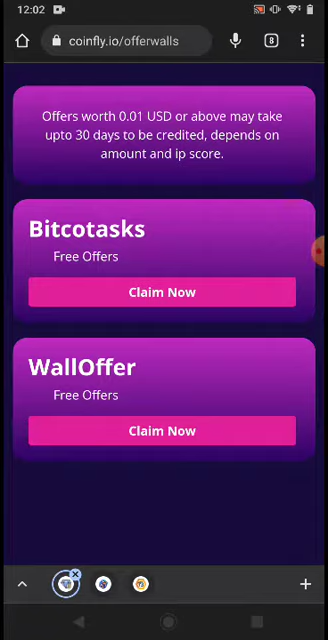 12:02
coinfly.io/offerwalls
8
Offers worth 0.01 USD or above may take
upto 30 days to be credited, depends on
amount and ip score.
Bitcotasks
Free Offers
Claim Now
WallOffer
Free Offers
Claim Now